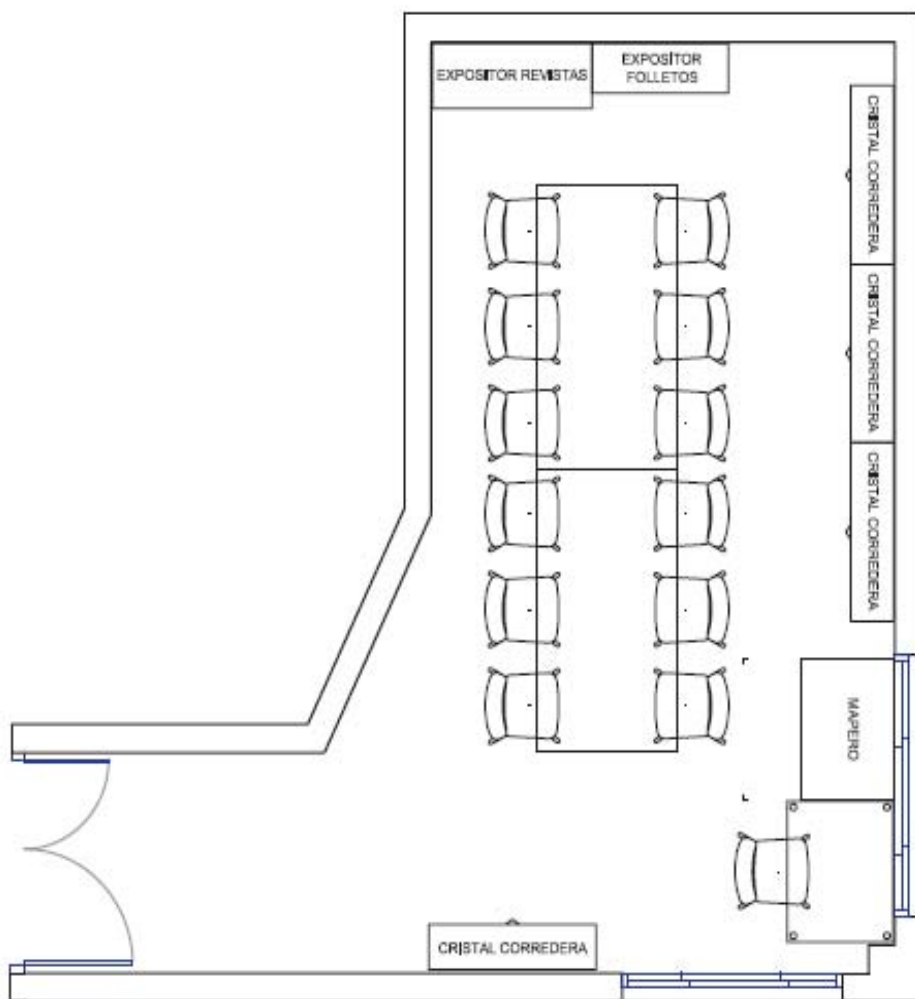 EXPOSITOR REVISTAS
EXPOSITOR
FOLLETOS
CRISTAL CORREDERA
CRISTAL CORREDERA
CRISTAL CORREDERA
MAPERO
CRISTAL CORREDERA